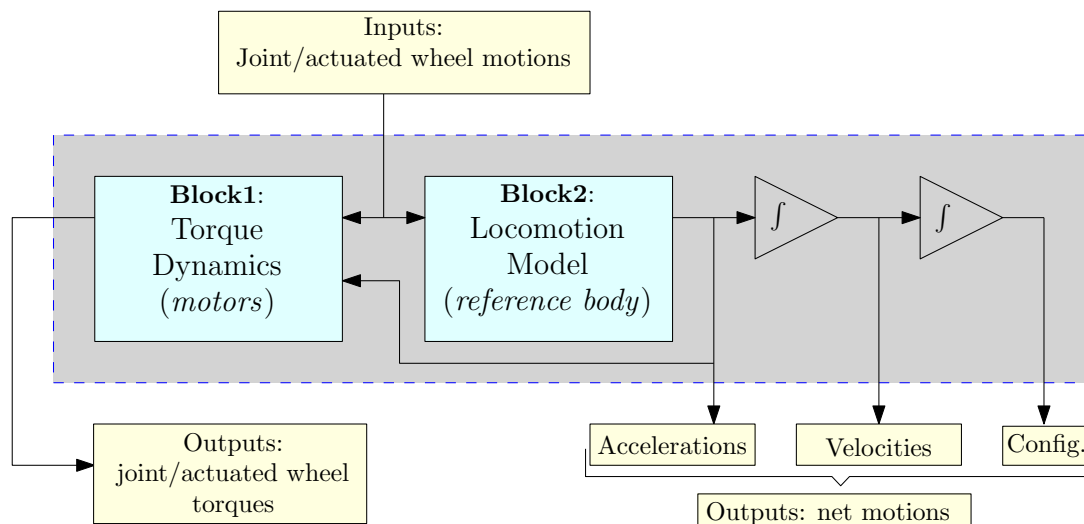 Inputs:
Joint/actuated wheel motions
Block1:
Torque
Dynamics
(motors)
Block2:
Locomotion
Model
(reference body)
∫
∫
Outputs:
joint/actuated wheel
torques
Accelerations
Velocities
Config.
Outputs: net motions